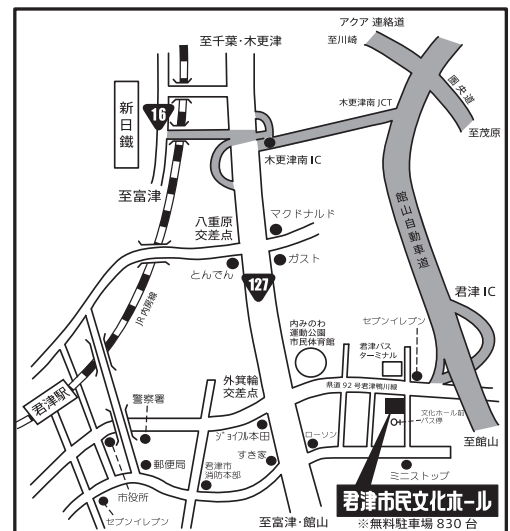 アクア 連絡道
至川崎
至千葉・木更津
圏央道
木更津南 JCT
至茂原
新日鐵
16
木更津南 IC
至富津
館山自動車道
マクドナルド
八重原
交差点
ガスト
とんでん
127
君津 IC
JR 内房線
セブンイレブン
内みのわ
運動公園
市民体育館
君津バス
ターミナル
外箕輪
交差点
県道 92 号君津鴨川線
君津駅
警察署
文化ホール前
バス停
ジョイフル本田
ローソン
至館山
すき家
郵便局
君津市
消防本部
ミニストップ
市役所
君津市民文化ホール
セブンイレブン
至富津・館山
※無料駐車場 830 台